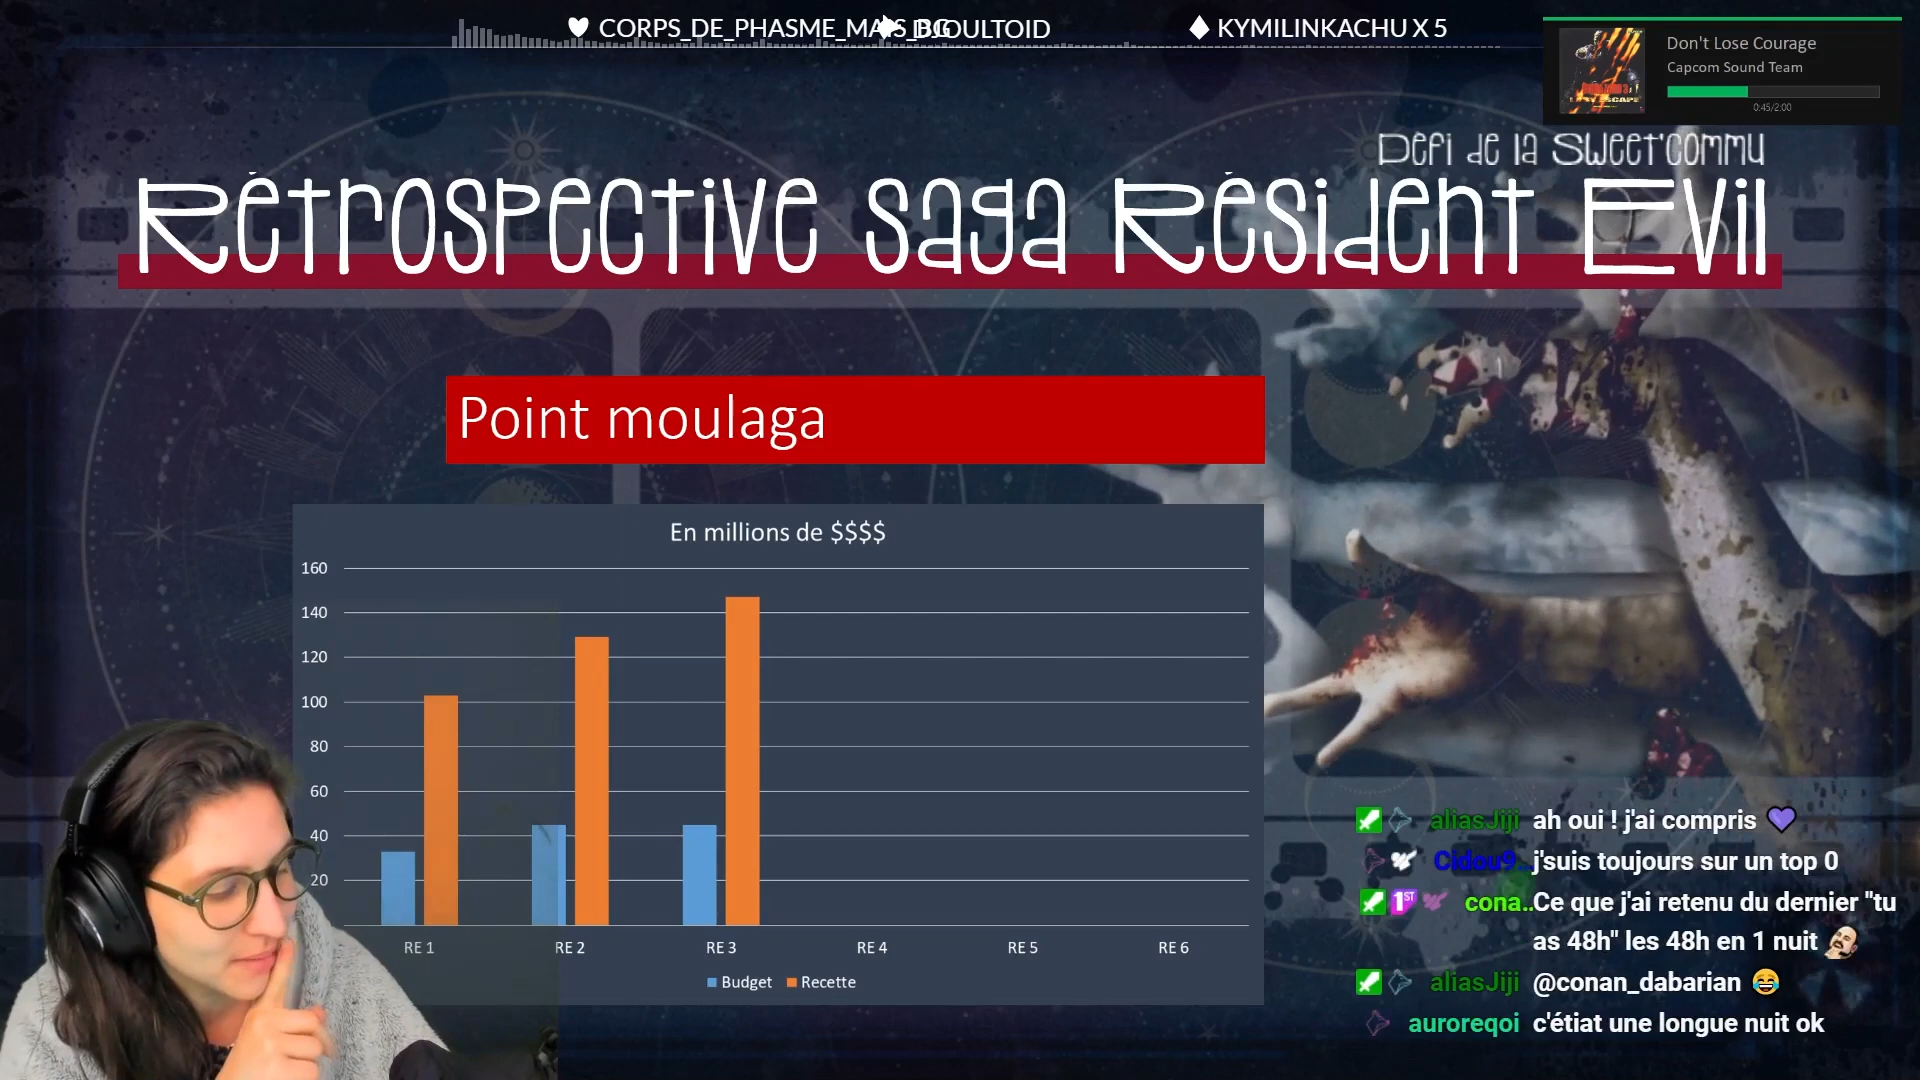 CORPS_DE_PHASME_MAIS_BG
DJOULTOID
KYMILINKACHU X 5
Don't Lose Courage
Capcom Sound Team
0:45/2:00
Défi de la Sweet'commu
Rétrospective saga Résident Evil
Point moulaga
En millions de $$$$
160
140
120
100
80
60
40
20
RE 1 RE 2 RE 3 RE 4 RE 5 RE 6
Budget Recette
aliasJiji ah oui ! j'ai compris 💜
Cidou9... j'suis toujours sur un top 0
1ST cona.. Ce que j'ai retenu du dernier "tu
as 48h" les 48h en 1 nuit
aliasJiji @conan_dabarian 😂
auroreqoi c'étiat une longue nuit ok